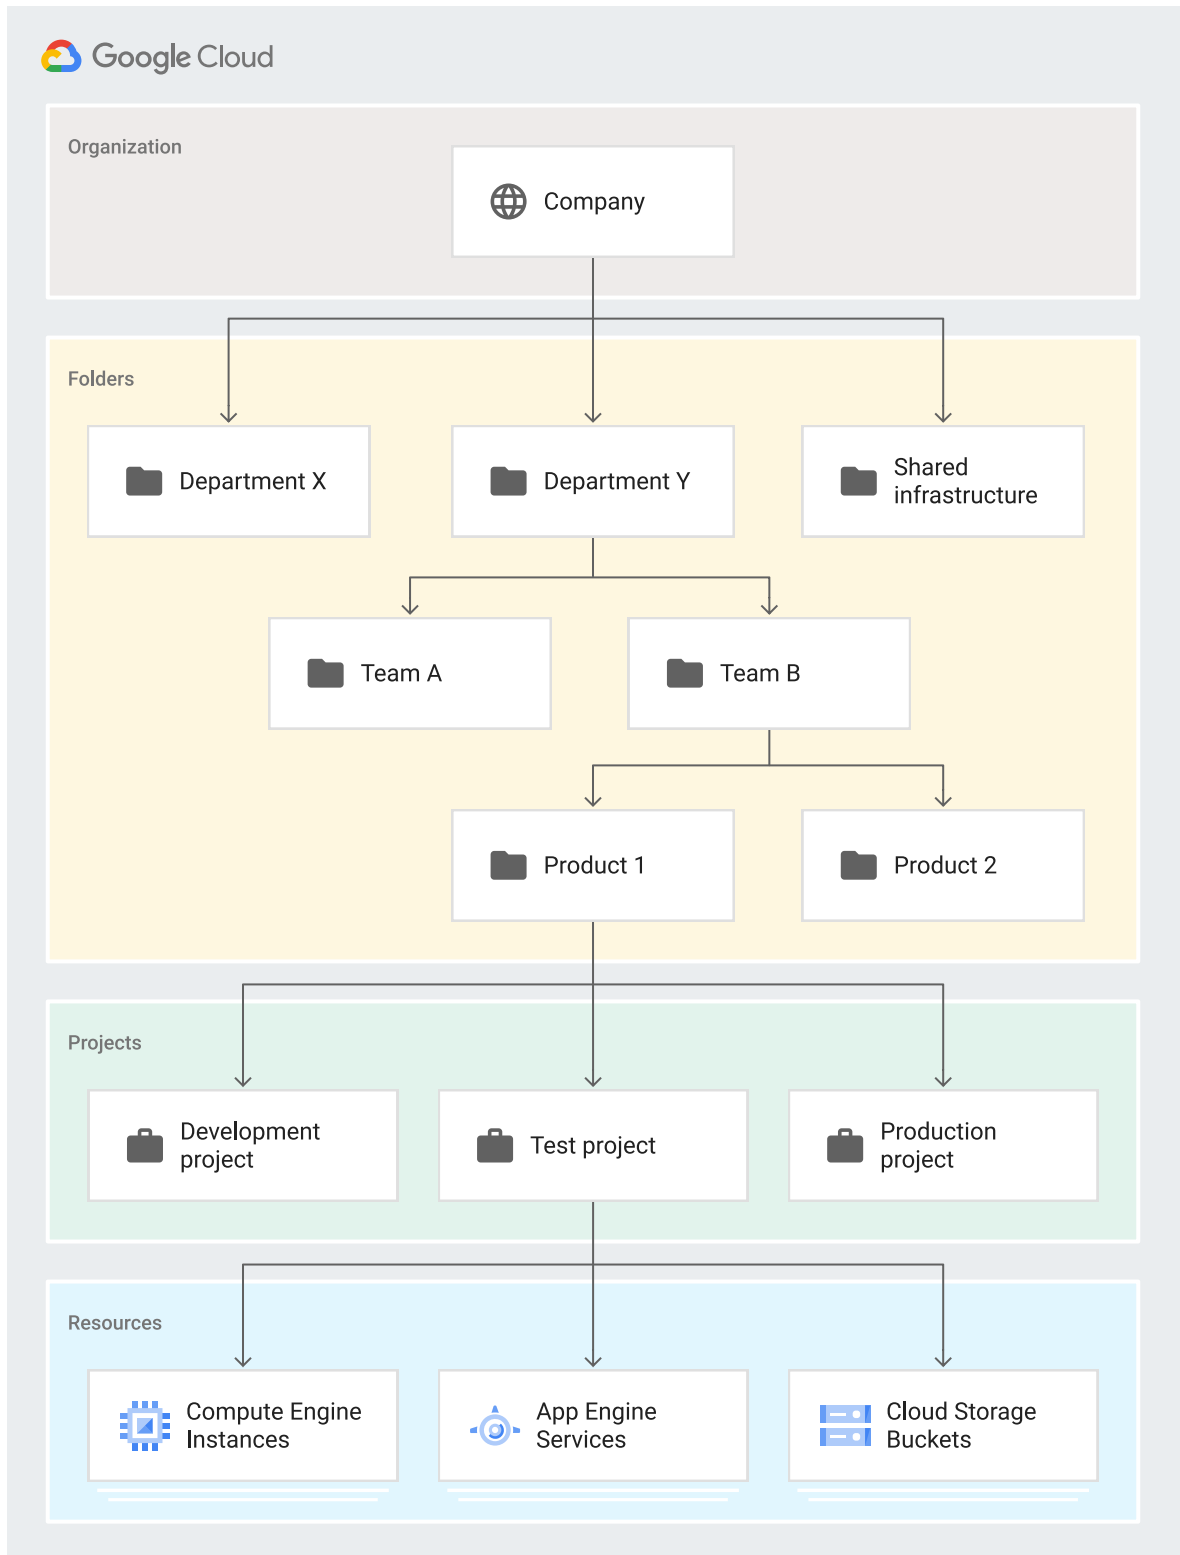 Google Cloud
Organization
Company
Folders
Department X
Department Y
Shared
infrastructure
Team A
Team B
Product 1
Product 2
Projects
Development
project
Test project
Production
project
Resources
Compute Engine
Instances
App Engine
Services
Cloud Storage
Buckets